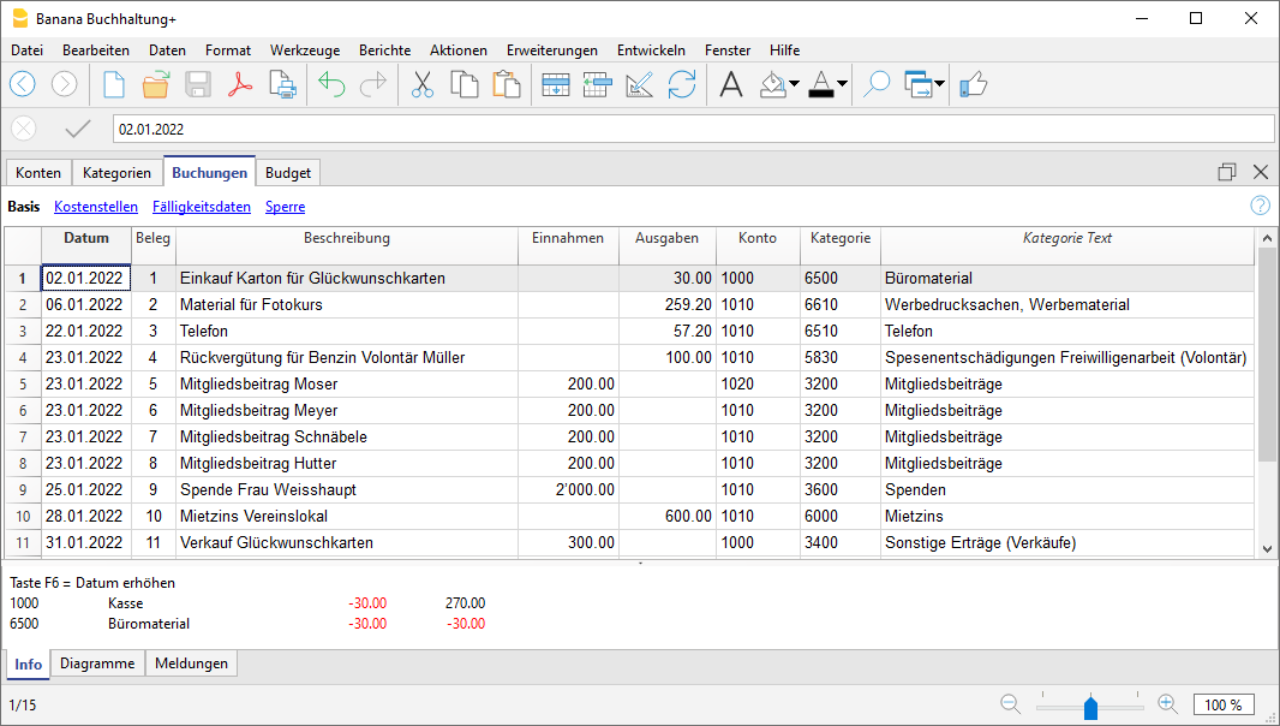 Banana Buchhaltung+
Datei Bearbeiten Daten Format Werkzeuge Berichte Aktionen Erweiterungen Entwickeln Fenster Hilfe
02.01.2022
Konten Kategorien Buchungen Budget
Basis Kostenstellen Fälligkeitsdaten Sperre
Datum Beleg Beschreibung Einnahmen Ausgaben Konto Kategorie Kategorie Text
1 02.01.2022 1 Einkauf Karton für Glückwunschkarten 30.00 1000 6500 Büromaterial
2 06.01.2022 2 Material für Fotokurs 259.20 1010 6610 Werbedrucksachen, Werbematerial
3 22.01.2022 3 Telefon 57.20 1010 6510 Telefon
4 23.01.2022 4 Rückvergütung für Benzin Volontär Müller 100.00 1010 5830 Spesenentschädigungen Freiwilligenarbeit (Volontär)
5 23.01.2022 5 Mitgliedsbeitrag Moser 200.00 1020 3200 Mitgliedsbeiträge
6 23.01.2022 6 Mitgliedsbeitrag Meyer 200.00 1010 3200 Mitgliedsbeiträge
7 23.01.2022 7 Mitgliedsbeitrag Schnäbele 200.00 1010 3200 Mitgliedsbeiträge
8 23.01.2022 8 Mitgliedsbeitrag Hutter 200.00 1010 3200 Mitgliedsbeiträge
9 25.01.2022 9 Spende Frau Weisshaupt 2'000.00 1010 3600 Spenden
10 28.01.2022 10 Mietzins Vereinslokal 600.00 1010 6000 Mietzins
11 31.01.2022 11 Verkauf Glückwunschkarten 300.00 1000 3400 Sonstige Erträge (Verkäufe)
Taste F6 = Datum erhöhen
1000 Kasse -30.00 270.00
6500 Büromaterial -30.00 -30.00
Info Diagramme Meldungen
1/15 100 %